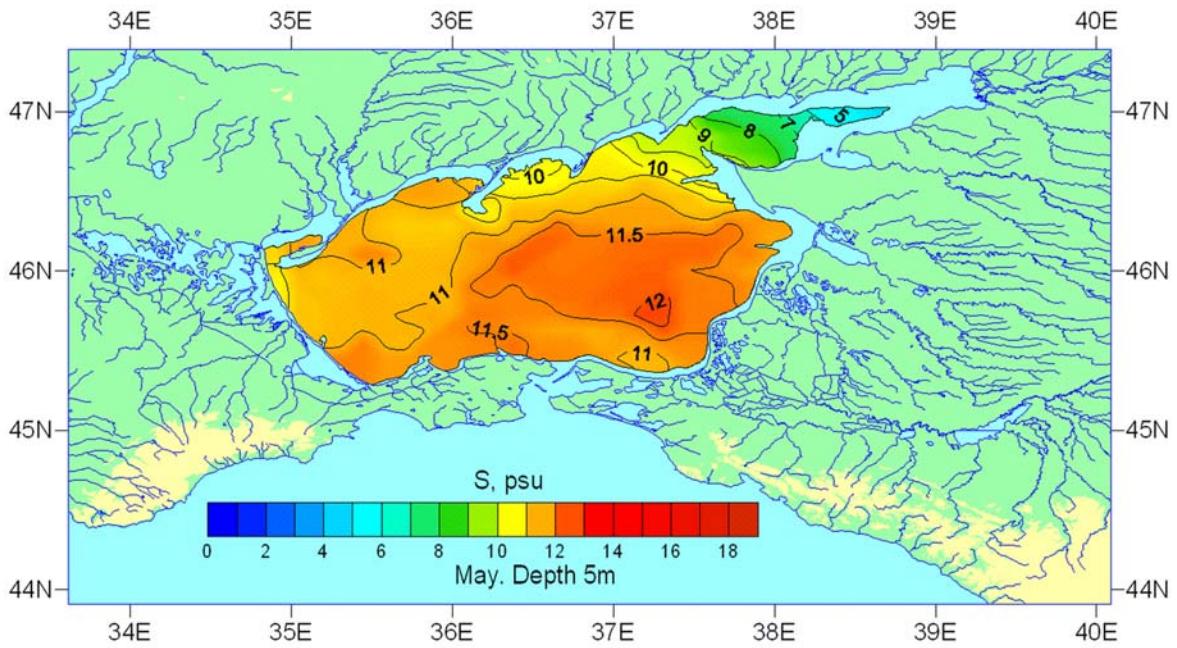 34E 35E 36E 37E 38E 39E 40E
47N 47N
5
7
8
9
10
10
11.5
11
46N 46N
11
12
11.5
11
45N 45N
S, psu
0 2 4 6 8 10 12 14 16 18
May. Depth 5m
44N 44N
34E 35E 36E 37E 38E 39E 40E